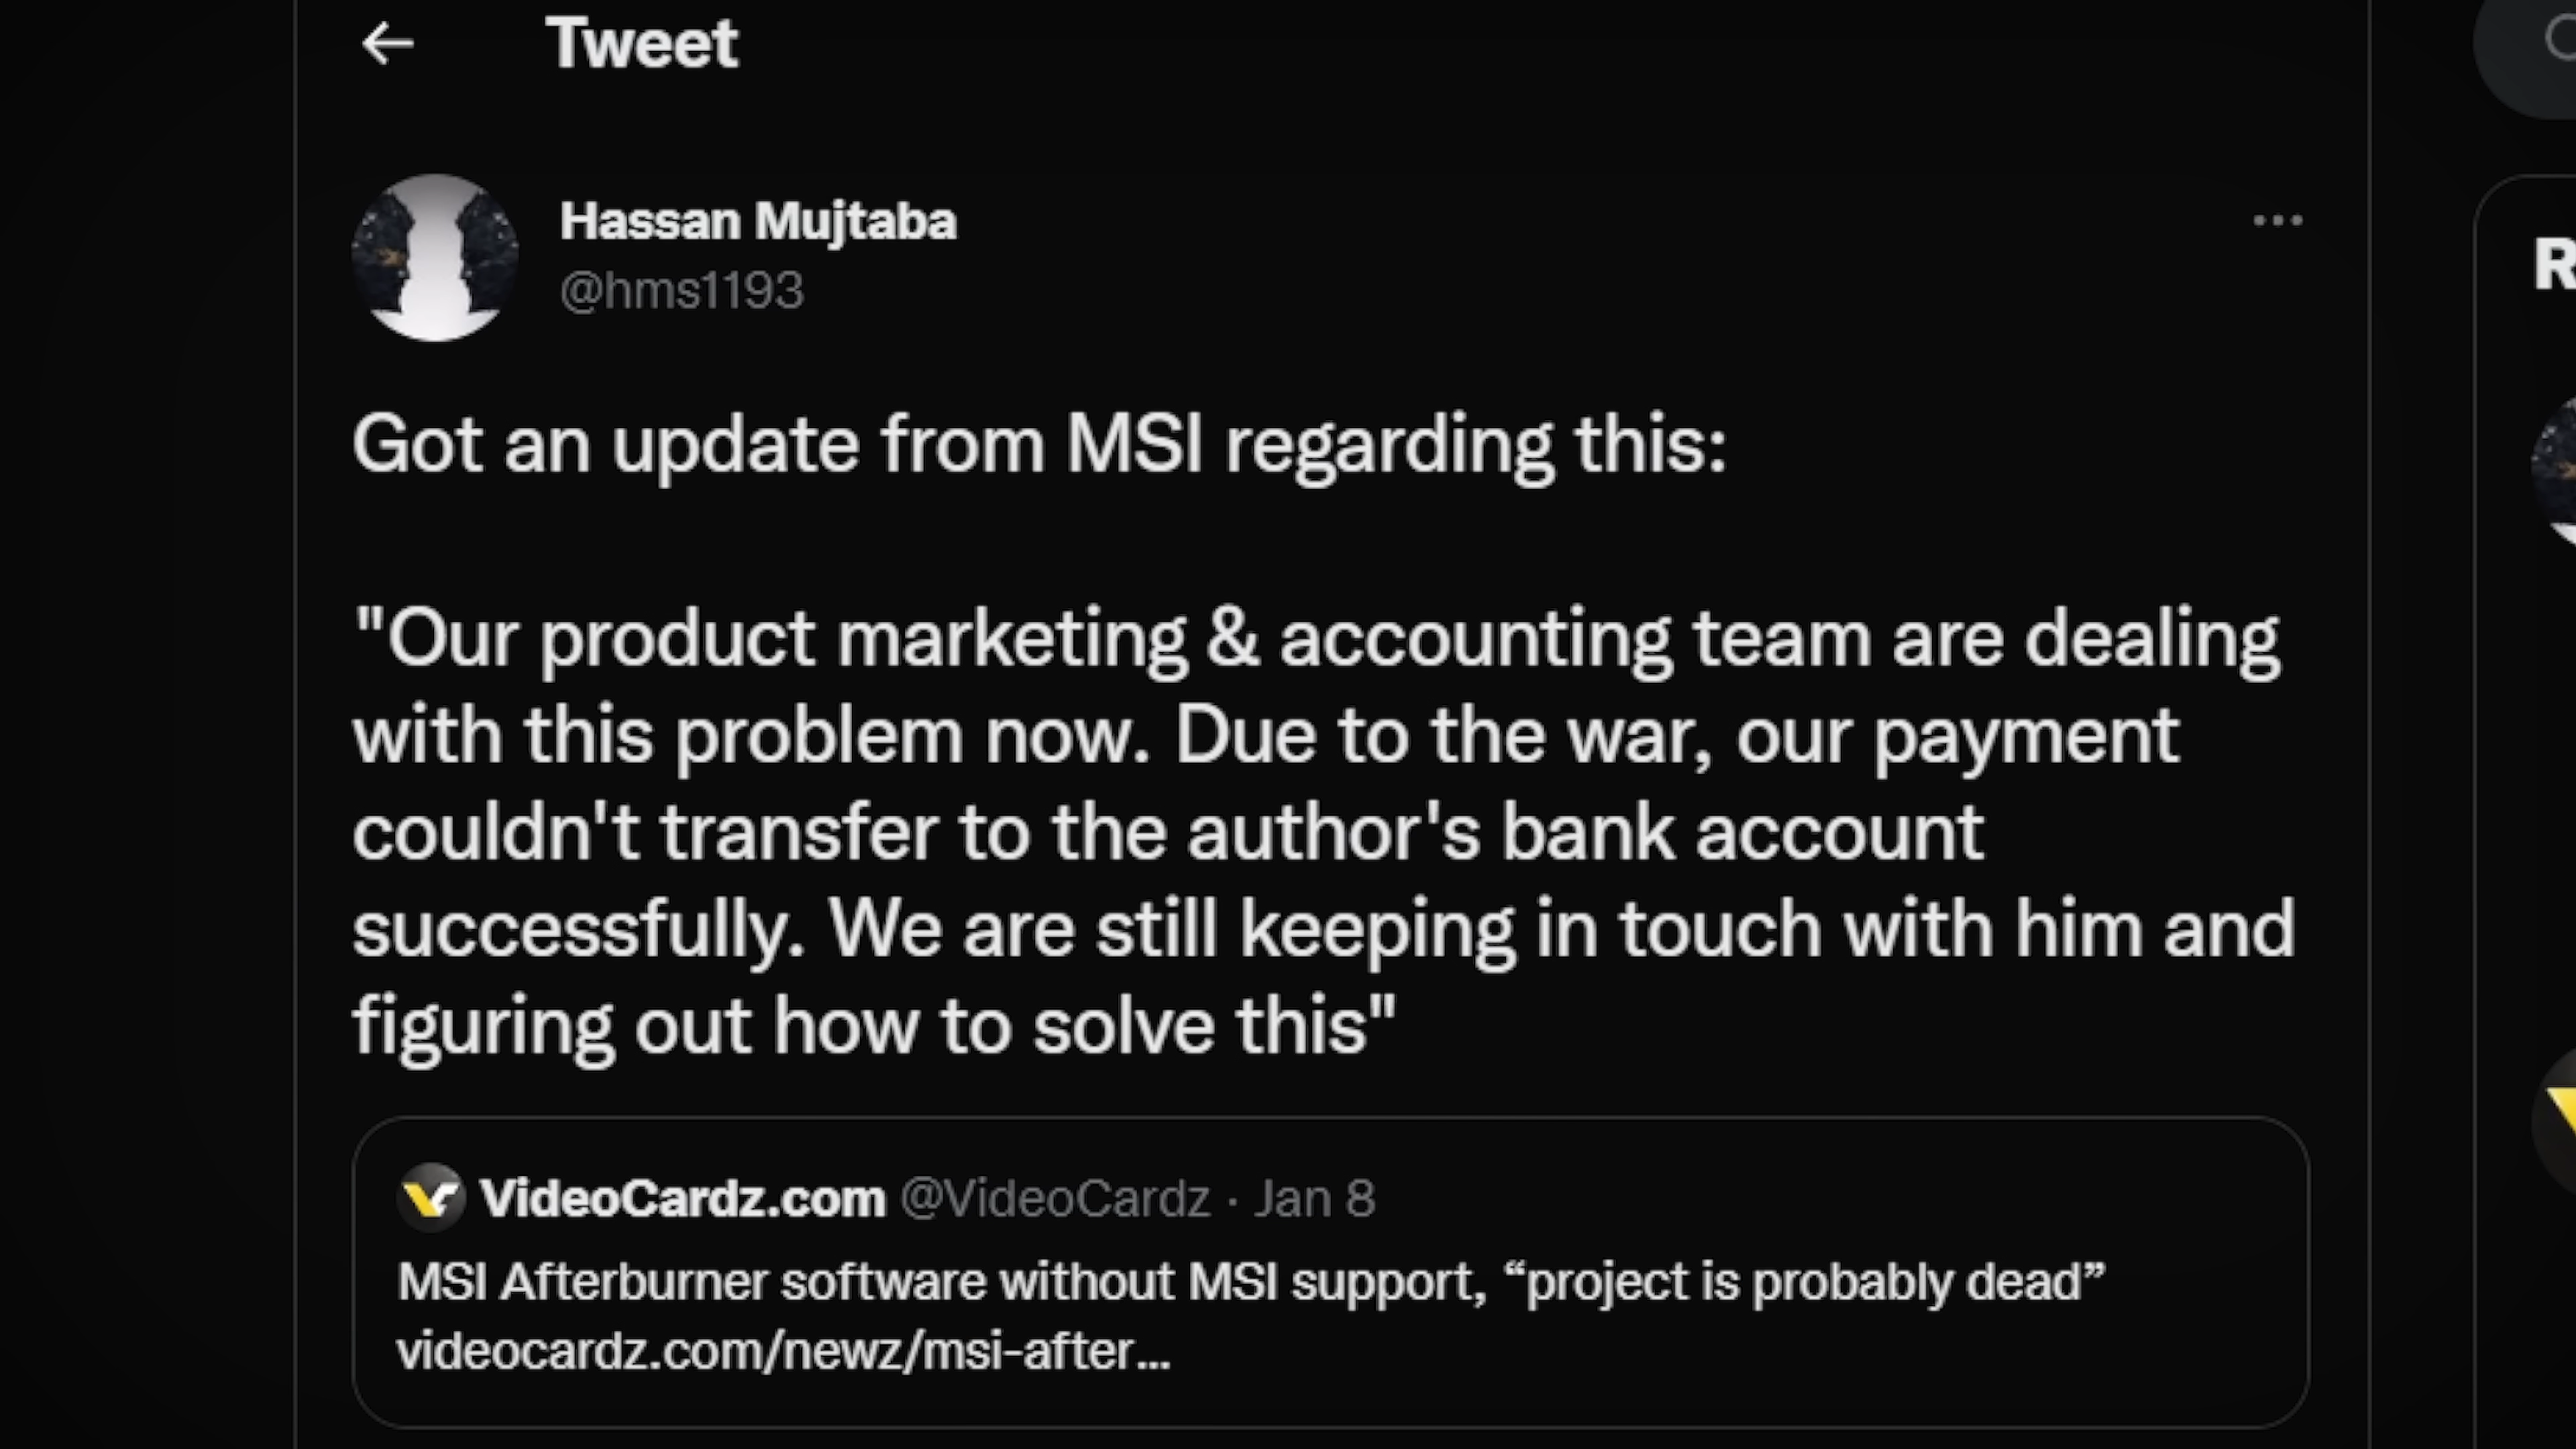 Tweet
Hassan Mujtaba
@hms1193
Got an update from MSI regarding this:
"Our product marketing & accounting team are dealing
with this problem now. Due to the war, our payment
couldn't transfer to the author's bank account
successfully. We are still keeping in touch with him and
figuring out how to solve this"
VideoCardz.com @VideoCardz · Jan 8
MSI Afterburner software without MSI support, “project is probably dead”
videocardz.com/newz/msi-after...